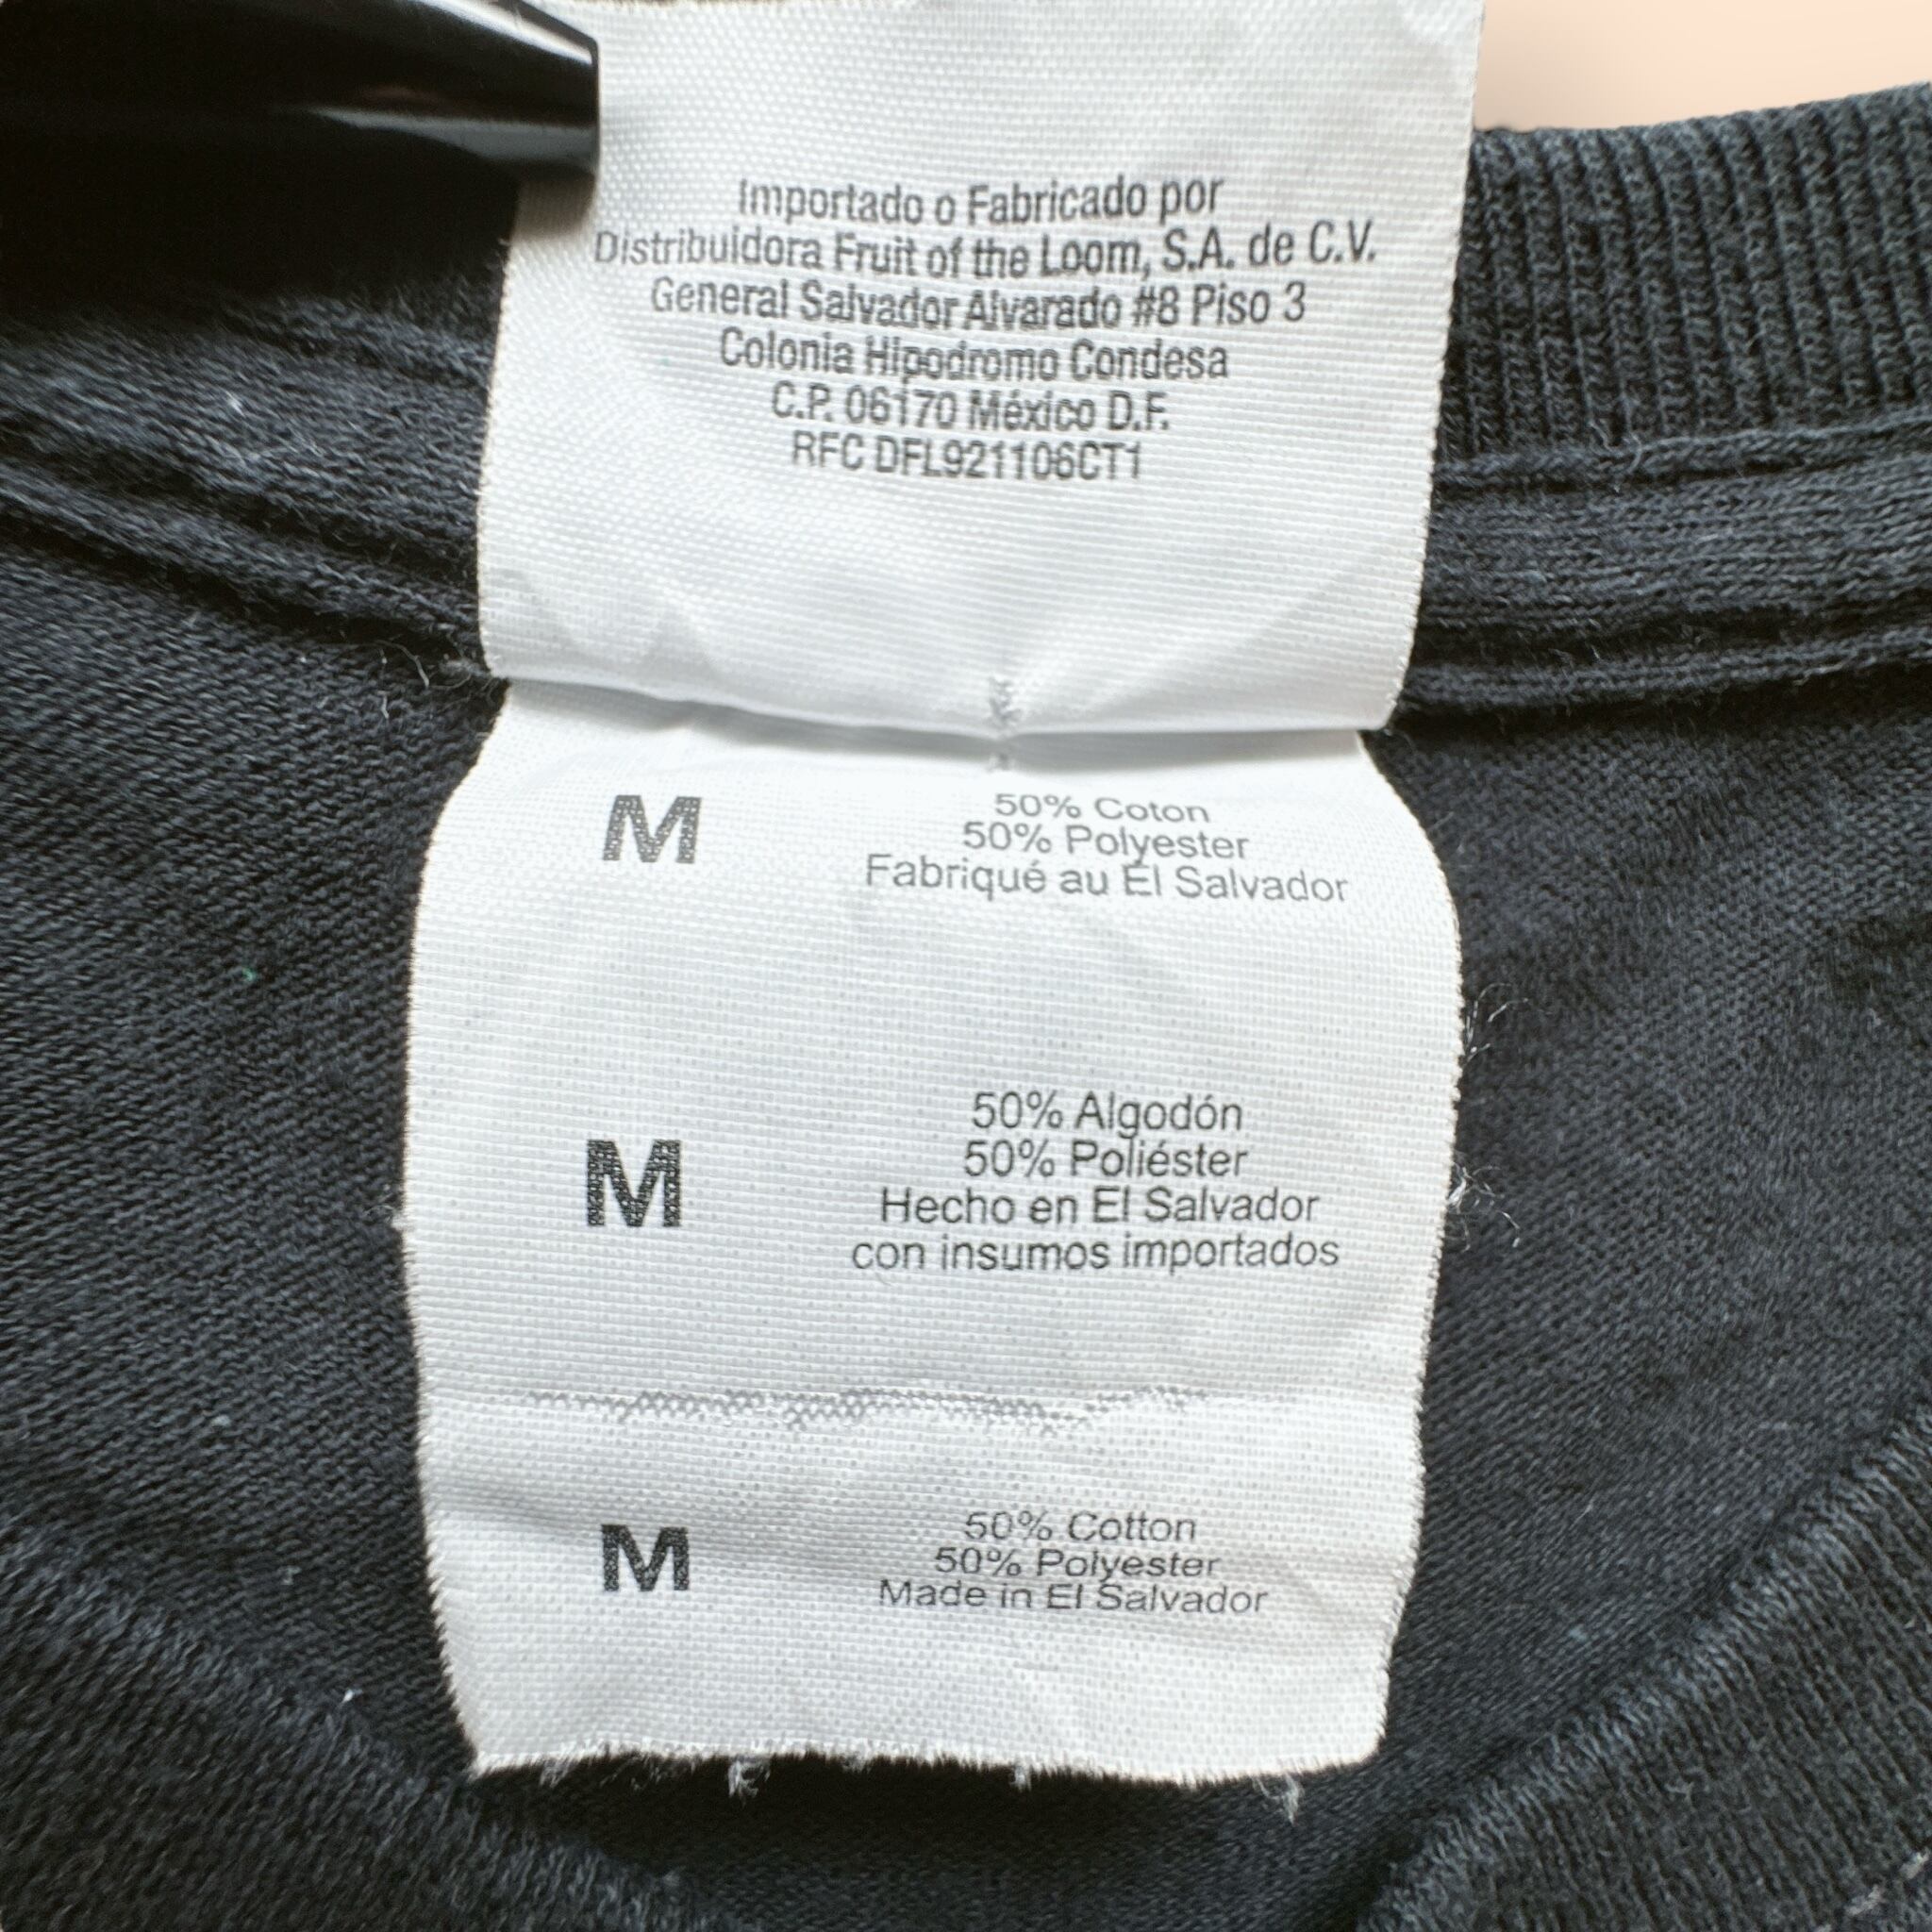 Importado o Fabricado por
Distribuidora Fruit of the Loom, S.A. de C.V.
General Salvador Alvarado #8 Piso 3
Colonia Hipodromo Condesa
C.P. 06170 México D.F.
RFC DFL921106CT1
M
50% Coton
50% Polyester
Fabriqué au El Salvador
M
50% Algodón
50% Poliéster
Hecho en El Salvador
con insumos importados
M
50% Cotton
50% Polyester
Made in El Salvador